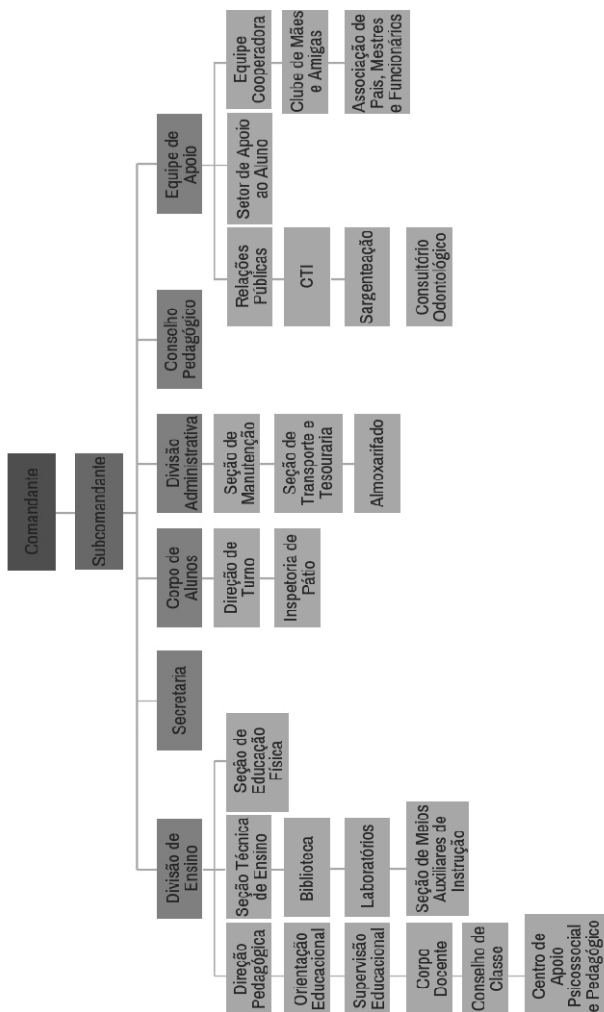 Comandante
Subcomandante
Divisão de
Ensino
Secretaria
Corpo de
Alunos
Divisão
Administrativa
Conselho
Pedagógico
Equipe de
Apoio
Direção
Pedagógica
Orientação
Educacional
Supervisão
Educacional
Corpo
Docente
Conselho de
Classe
Centro de
Apoio
Psicossocial
e Pedagógico
Seção Técnica
de Ensino
Biblioteca
Laboratórios
Seção de Meios
Auxiliares de
Instrução
Seção de
Educação
Física
Direção de
Turno
Inspetoria de
Pátio
Seção de
Manutenção
Seção de
Transporte e
Tesouraria
Almoxarifado
Relações
Públicas
CTI
Sargenteação
Consultório
Odontológico
Setor de Apoio
ao Aluno
Equipe
Cooperadora
Clube de Mães
e Amigas
Associação de
Pais, Mestres
e Funcionários